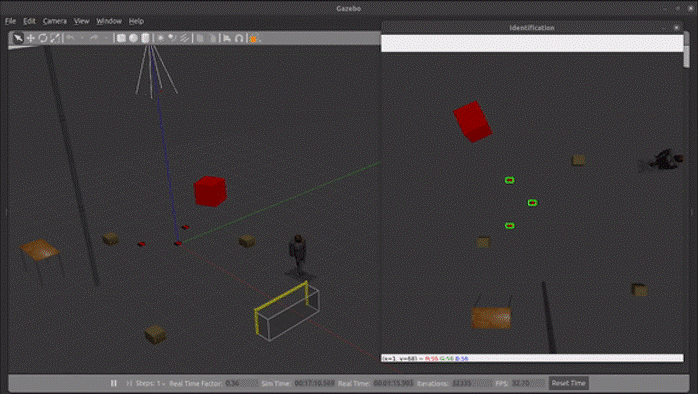 Gazebo
File Edit Camera View Window Help
Identification
(x=3, y=68) ~ R:56 G:56 B:56
Steps: 1 Real Time Factor: 0.36 Sim Time: 00:17:10.569 Real Time: 00:01:15.903 Iterations: 32335 FPS: 32.70 Reset Time